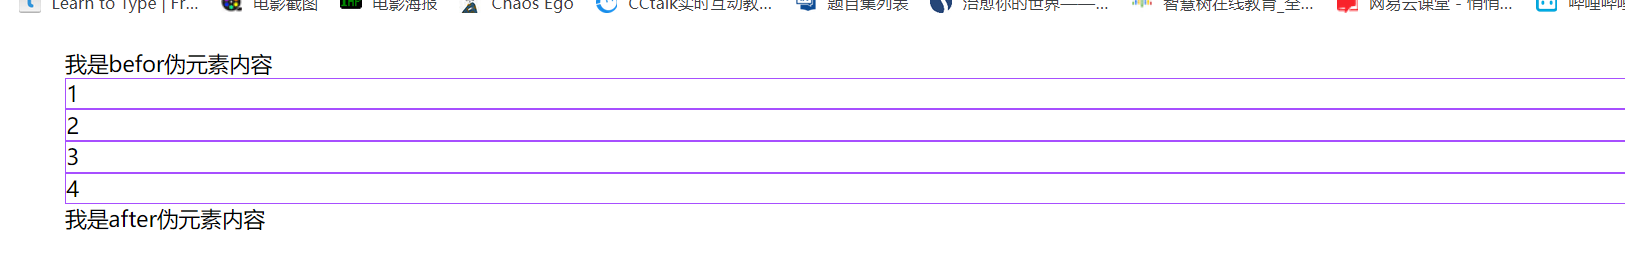 Learn to Type | Fr... 电影截图 电影海报 Chaos Ego CCtalk实时互动教... 题目集列表 治愈你的世界——... 智慧树在线教育_全... 网易云课堂 - 悄悄... 哔哩哔哩
我是befor伪元素内容
1
2
3
4
我是after伪元素内容